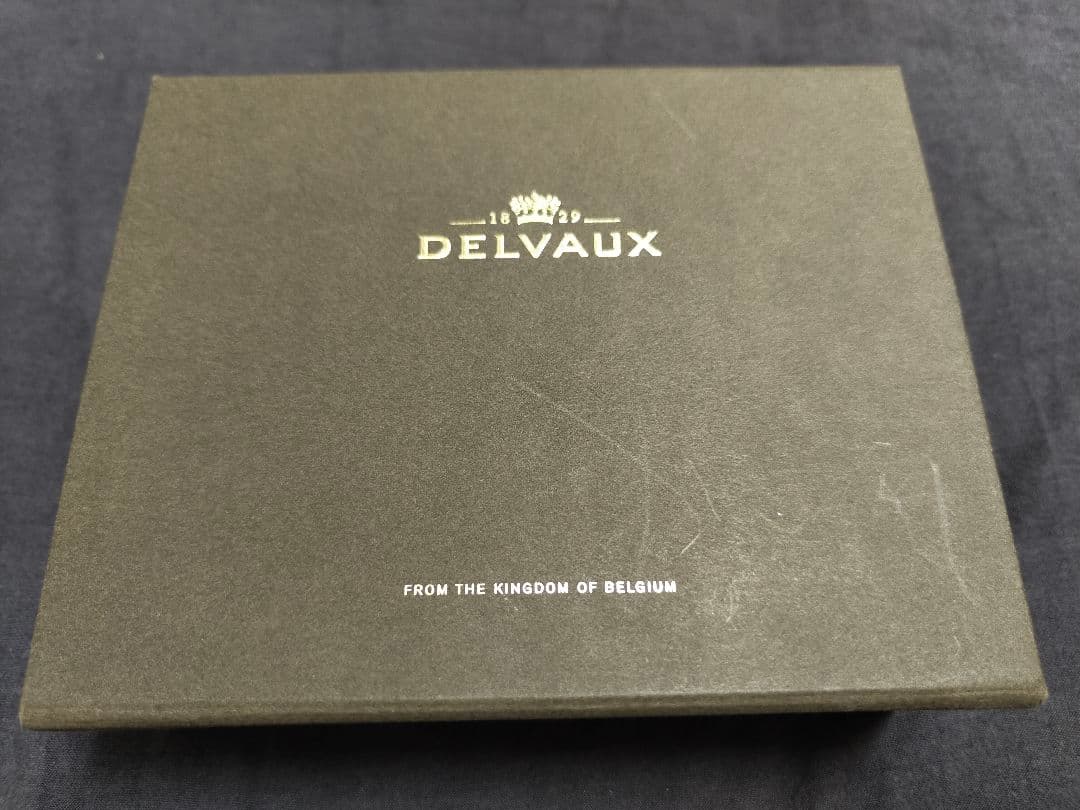 18 29
DELVAUX
FROM THE KINGDOM OF BELGIUM